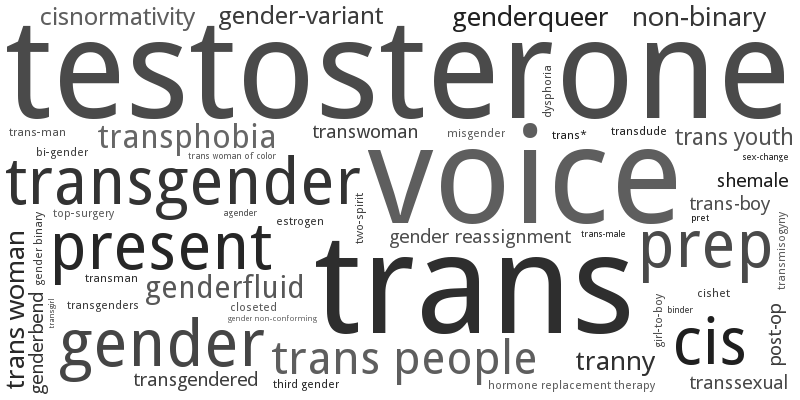 cisnormativity
gender-variant
genderqueer
non-binary
testosterone
dysphoria
trans-man
transphobia
transwoman
misgender
trans*
transdude
trans youth
bi-gender
trans woman of color
sex-change
transgender
voice
shemale
trans-boy
top-surgery
agender
estrogen
two-spirit
pret
gender binary
present
gender reassignment
trans-male
prep
transmisogyny
trans woman
transman
genderfluid
trans
cishet
genderbend
transgirl
transgenders
closeted
gender non-conforming
girl-to-boy
binder
post-op
gender
trans people
tranny
cis
transgendered
third gender
hormone replacement therapy
transsexual